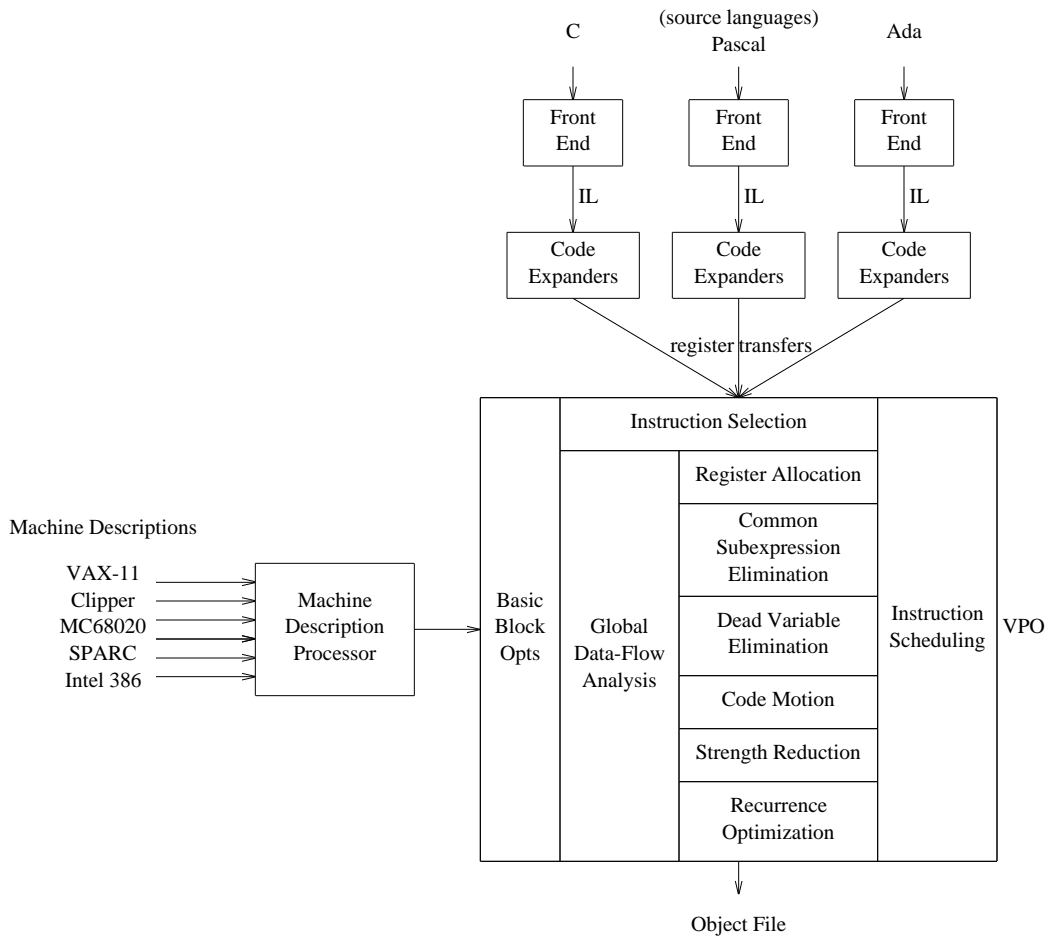 (source languages)
C
Pascal
Ada
Front
End
Front
End
Front
End
IL
IL
IL
Code
Expanders
Code
Expanders
Code
Expanders
register transfers
Instruction Selection
Register Allocation
Common
Subexpression
Elimination
Dead Variable
Elimination
Code Motion
Strength Reduction
Recurrence
Optimization
Machine Descriptions
VAX-11
Clipper
MC68020
SPARC
Intel 386
Machine
Description
Processor
Basic
Block
Opts
Global
Data-Flow
Analysis
Instruction
Scheduling
VPO
Object File